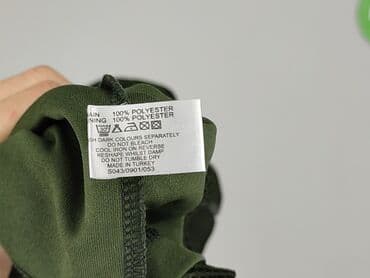 AIN 100% POLYESTER
NING 100% POLYESTER
SH DARK COLOURS SEPARATELY
DO NOT BLEACH
COOL IRON ON REVERSE
RESHAPE WHILST DAMP
DO NOT TUMBLE DRY
MADE IN TURKEY
S043/0901/053